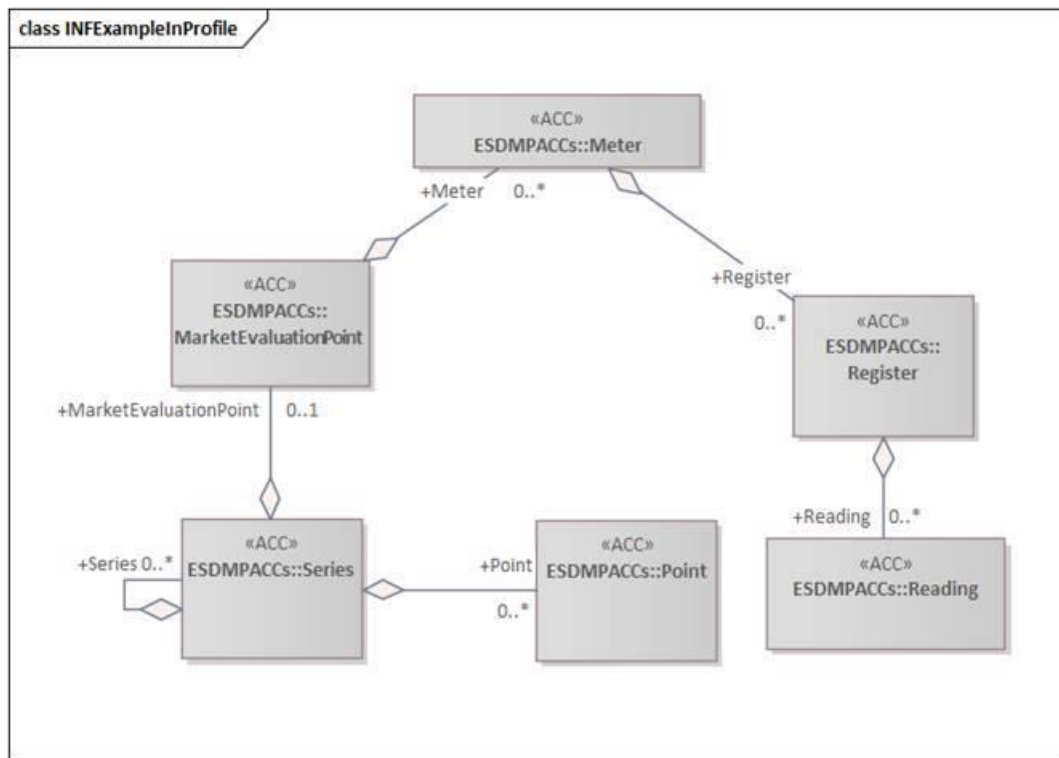 class INFExampleInProfile
«ACC»
ESDMPACCs::Meter
+Meter 0..*
+Register
0..*
«ACC»
ESDMPACCs::
MarketEvaluationPoint
«ACC»
ESDMPACCs::
Register
+MarketEvaluationPoint 0..1
+Reading 0..*
«ACC»
ESDMPACCs::Series
+Series 0..*
+Point
0..*
«ACC»
ESDMPACCs::Point
«ACC»
ESDMPACCs::Reading